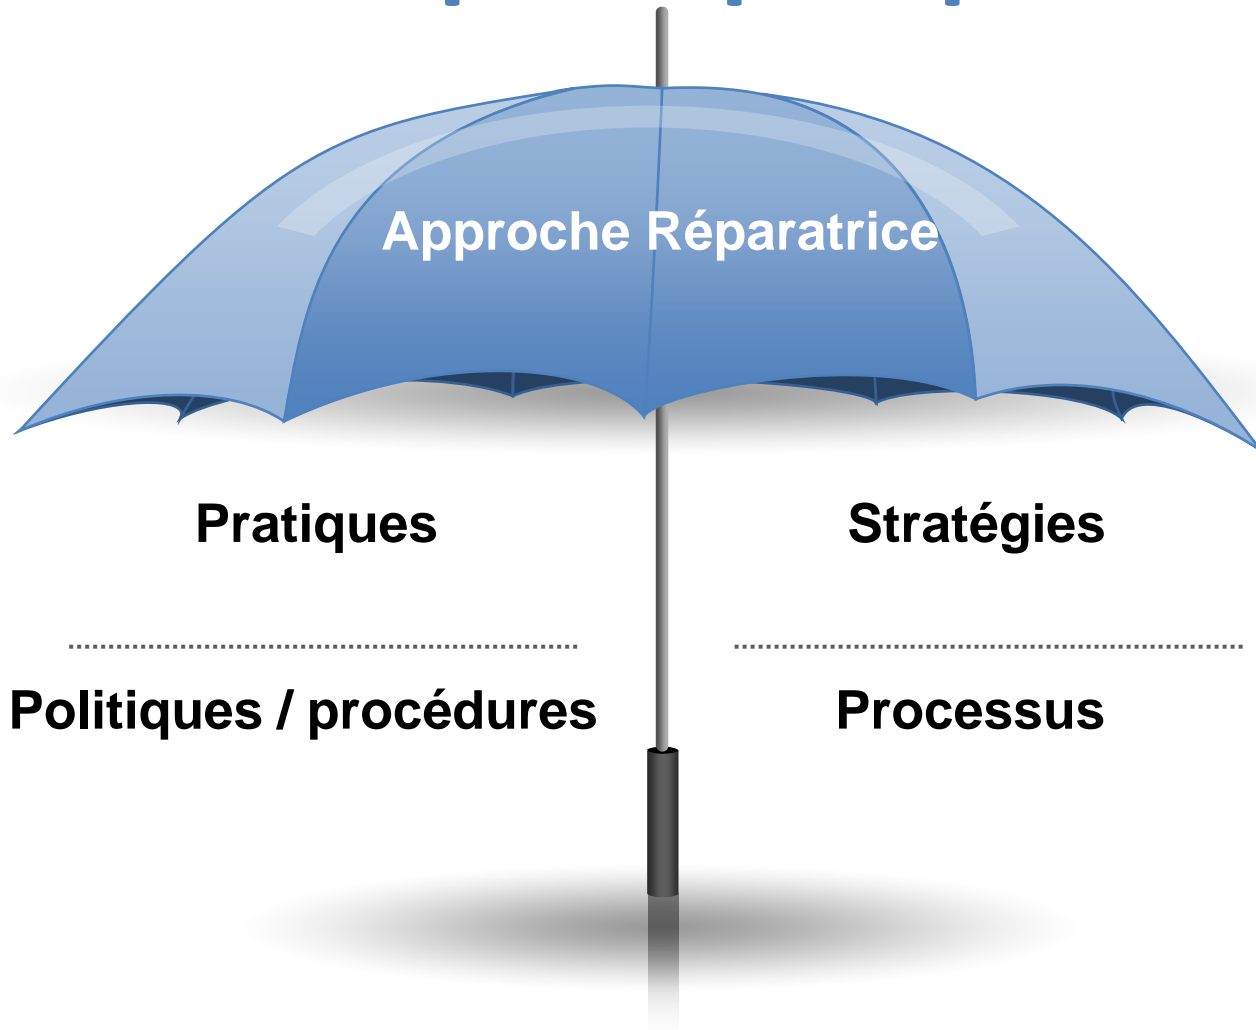 Approche Réparatrice
Pratiques
Stratégies
Politiques / procédures
Processus